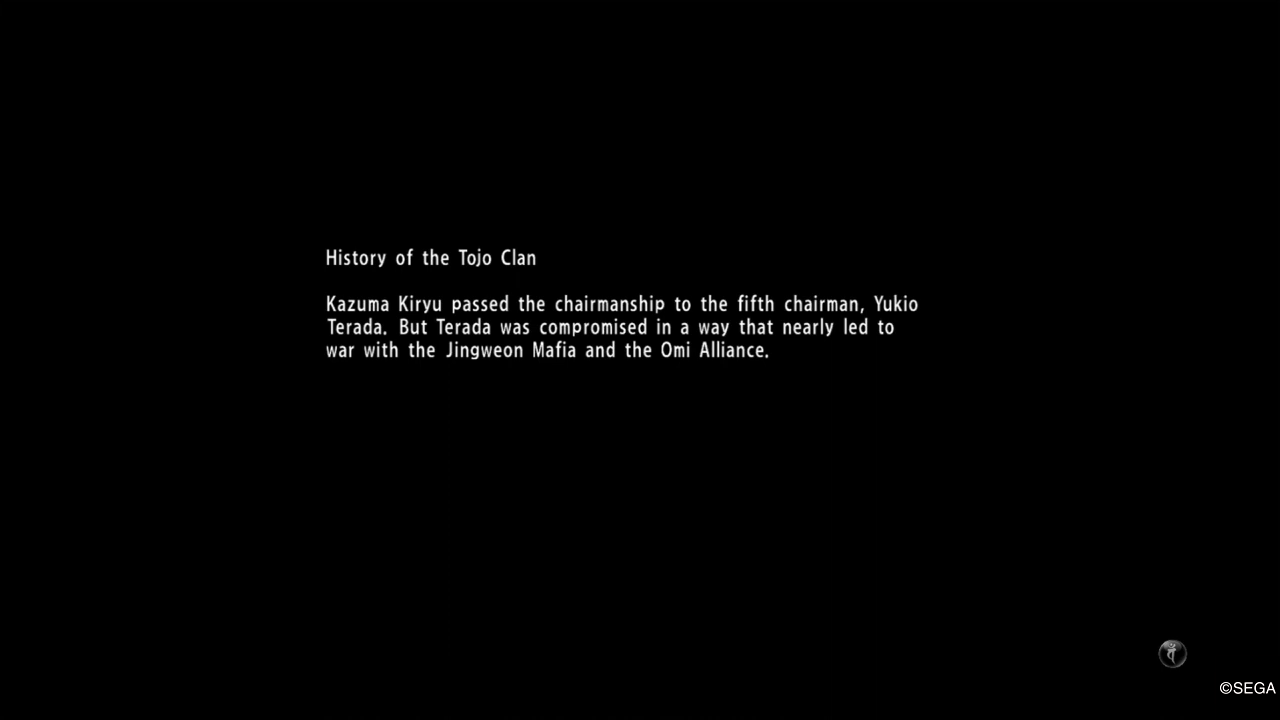 History of the Tojo Clan
Kazuma Kiryu passed the chairmanship to the fifth chairman, Yukio
Terada. But Terada was compromised in a way that nearly led to
war with the Jingweon Mafia and the Omi Alliance.
©SEGA